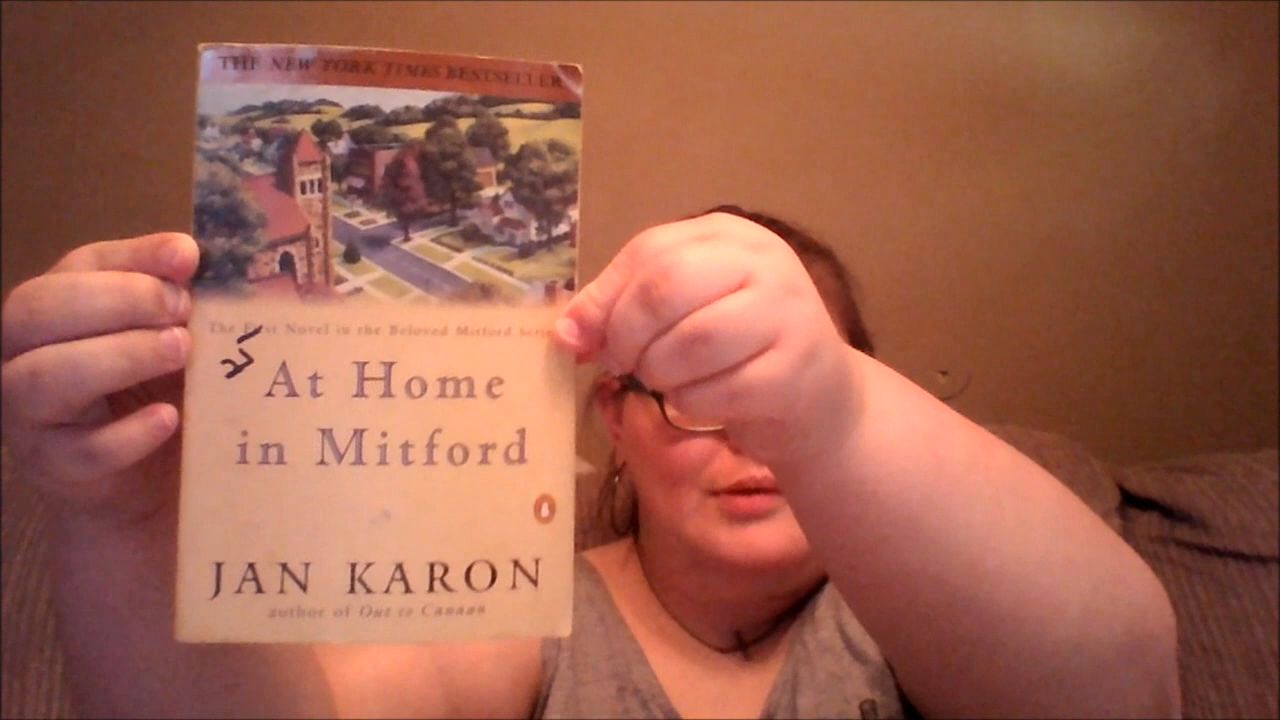 THE NEW YORK TIMES BESTSELLER
The First Novel in the Beloved Mitford Series
At Home
in Mitford
JAN KARON
author of Out to Canaan